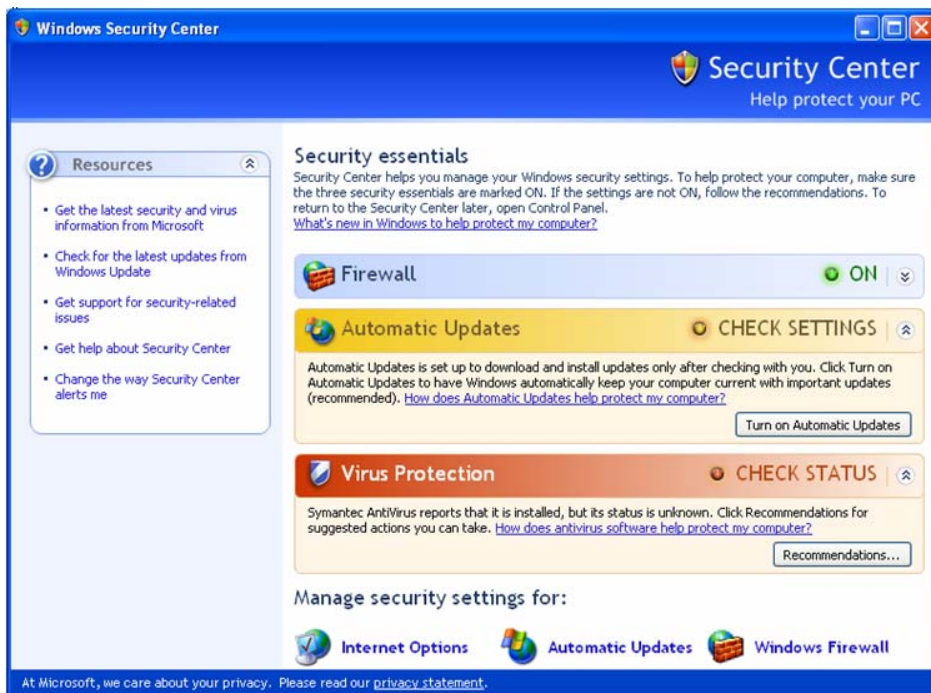 Windows Security Center
Security Center
Help protect your PC
Resources
Get the latest security and virus
information from Microsoft
Check for the latest updates from
Windows Update
Get support for security-related
issues
Get help about Security Center
Change the way Security Center
alerts me
Security essentials
Security Center helps you manage your Windows security settings. To help protect your computer, make sure
the three security essentials are marked ON. If the settings are not ON, follow the recommendations. To
return to the Security Center later, open Control Panel.
What's new in Windows to help protect my computer?
Firewall ON
Automatic Updates CHECK SETTINGS
Automatic Updates is set up to download and install updates only after checking with you. Click Turn on
Automatic Updates to have Windows automatically keep your computer current with important updates
(recommended). How does Automatic Updates help protect my computer?
Turn on Automatic Updates
Virus Protection CHECK STATUS
Symantec AntiVirus reports that it is installed, but its status is unknown. Click Recommendations for
suggested actions you can take. How does antivirus software help protect my computer?
Recommendations...
Manage security settings for:
Internet Options Automatic Updates Windows Firewall
At Microsoft, we care about your privacy. Please read our privacy statement.